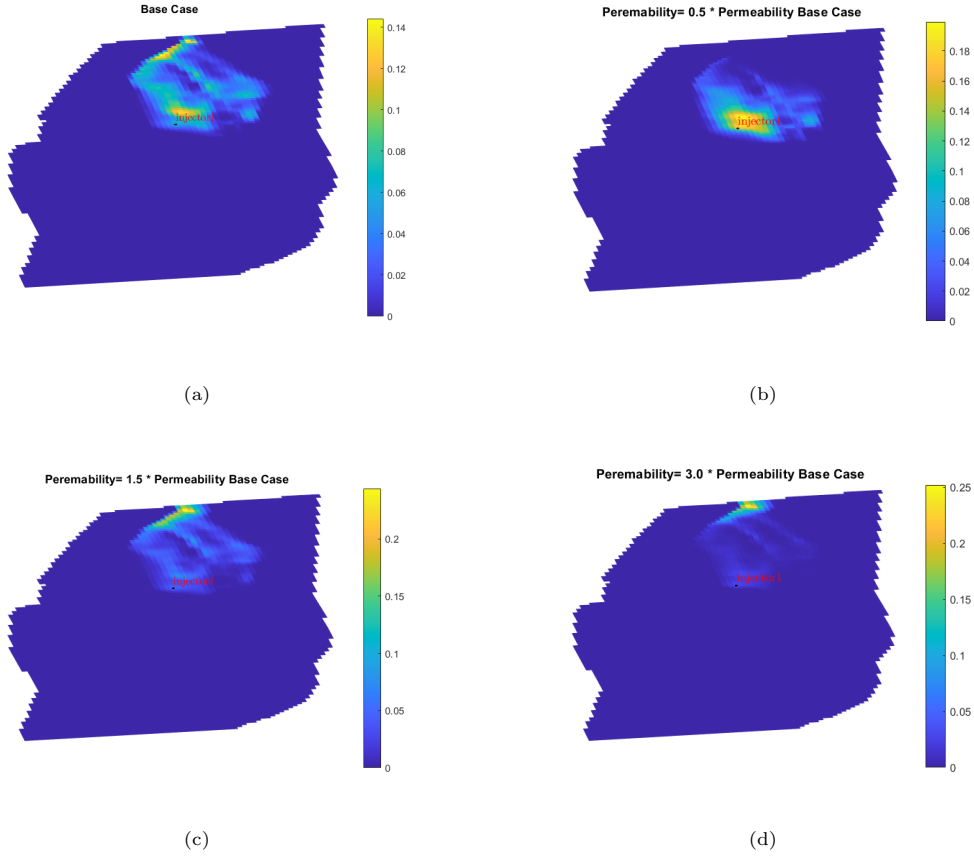 Base Case
0.14
0.12
0.1
0.08
0.06
0.04
0.02
0
injector1
(a)
Peremability= 0.5 * Permeability Base Case
0.18
0.16
0.14
0.12
0.1
0.08
0.06
0.04
0.02
0
injector1
(b)
Peremability= 1.5 * Permeability Base Case
0.2
0.15
0.1
0.05
0
injector1
(c)
Peremability= 3.0 * Permeability Base Case
0.25
0.2
0.15
0.1
0.05
0
injector1
(d)